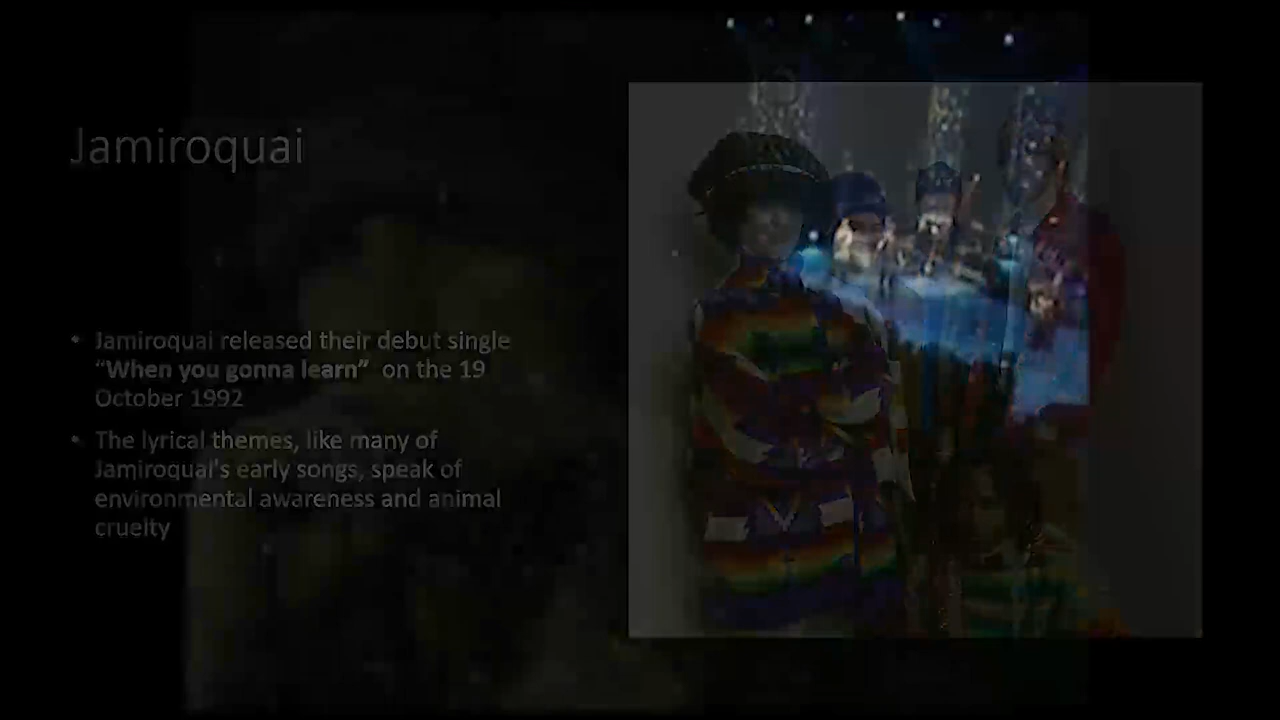 Jamiroquai
• Jamiroquai released their debut single
“When you gonna learn” on the 19
October 1992
• The lyrical themes, like many of
Jamiroquai's early songs, speak of
environmental awareness and animal
cruelty